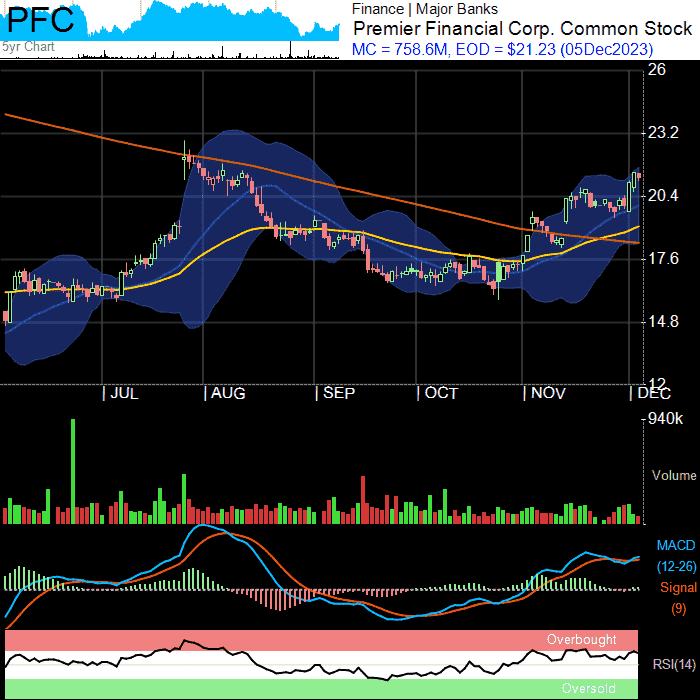 PFC
5yr Chart
Finance | Major Banks
Premier Financial Corp. Common Stock
MC = 758.6M, EOD = $21.23 (05Dec2023)
26
23.2
20.4
17.6
14.8
12
JUL AUG SEP OCT NOV DEC
940k
Volume
MACD
(12-26)
Signal
(9)
Overbought
RSI(14)
Oversold